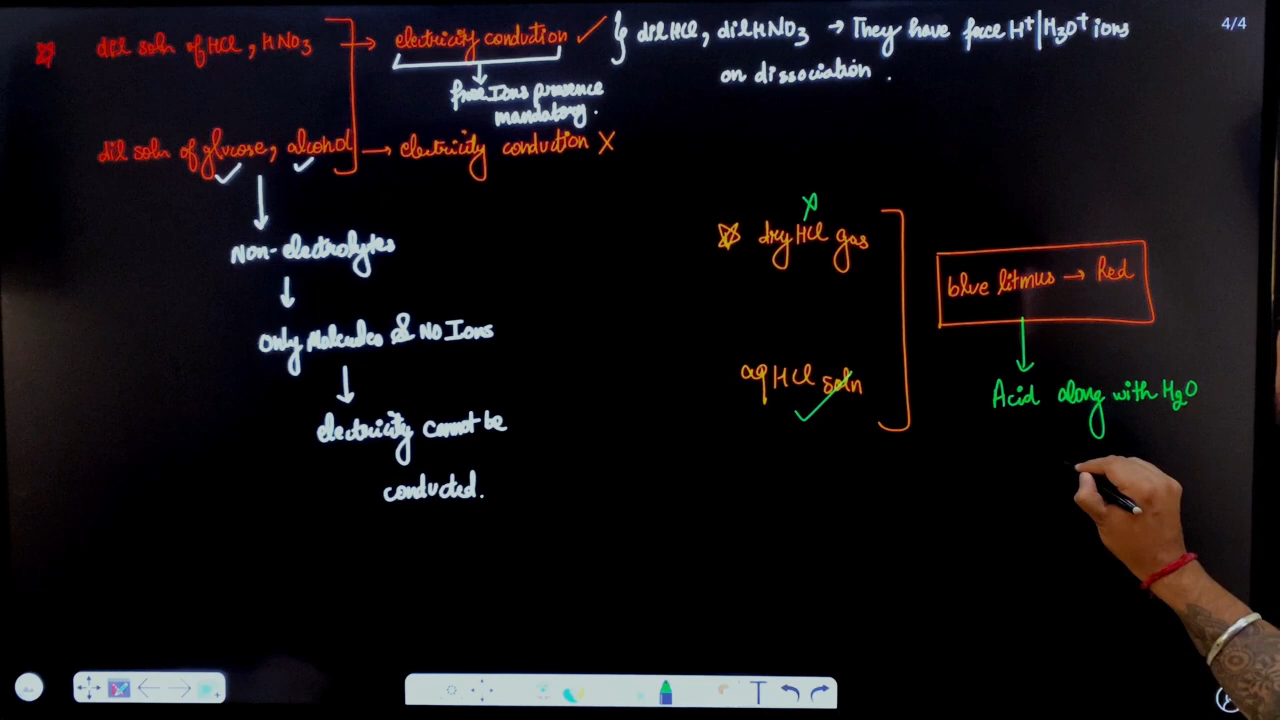 dil soln of HCl, HNO3 → electricity conduction ✓ { dil HCl, dil HNO3 → They have free H+/H3O+ ions
on dissociation.
4/4
free Ions presence
mandatory.
dil soln of glucose, alcohol → electricity conduction X
Non-electrolytes
Only Molecules & No Ions
electricity cannot be
conducted.
dry HCl gas X
aq HCl soln ✓
blue litmus → Red
Acid along with H2O
T